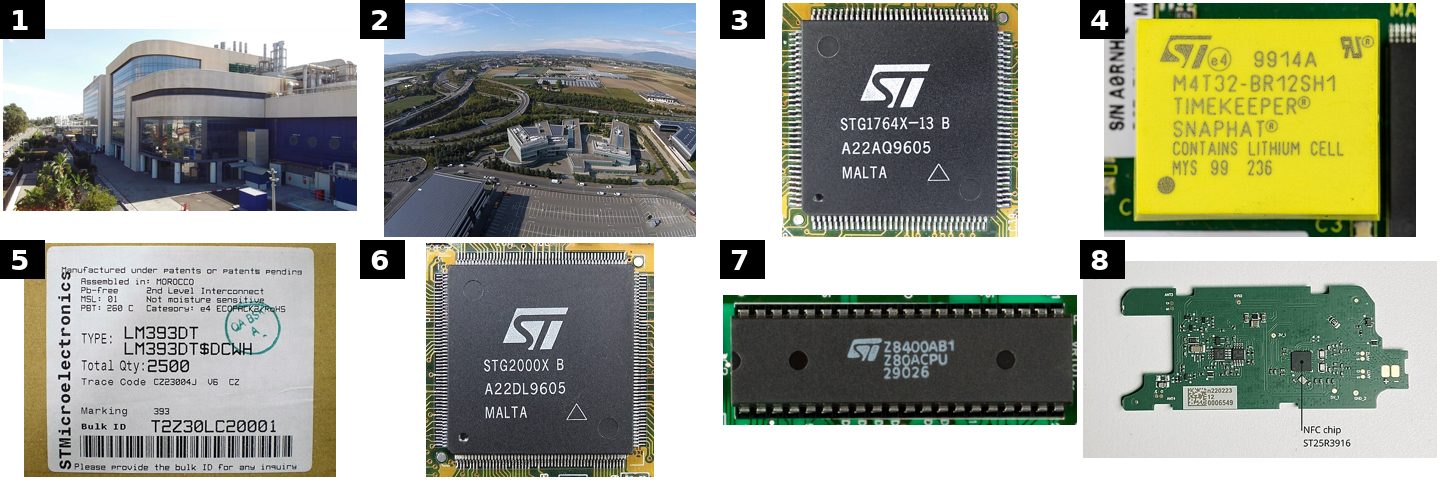 1
2
3
ST
STG1764X-13 B
A22AQ9605
MALTA
4
S/N
ST e4 9914A
M4T32-BR12SH1
TIMEKEEPER®
SNAPHAT®
CONTAINS LITHIUM CELL
MYS 99 236
MA
C
C3
5
STMicroelectronics
Manufactured under patents or patents pending
Assembled in: MOROCCO
Pb-free 2nd Level Interconnect
MSL: 01 Not moisture sensitive
PBT: 260 C Category: e4 ECOPACK2/RoHS
TYPE: LM393DT
LM393DT$DCWH
Total Qty: 2500
Trace Code CZ23004J V6 CZ
Marking 393
Bulk ID T2Z30LC20001
Please provide the bulk ID for any inquiry
6
ST
STG2000X B
A22DL9605
MALTA
7
ST
Z8400AB1
Z80ACPU
29026
8
NFC chip
ST25R3916